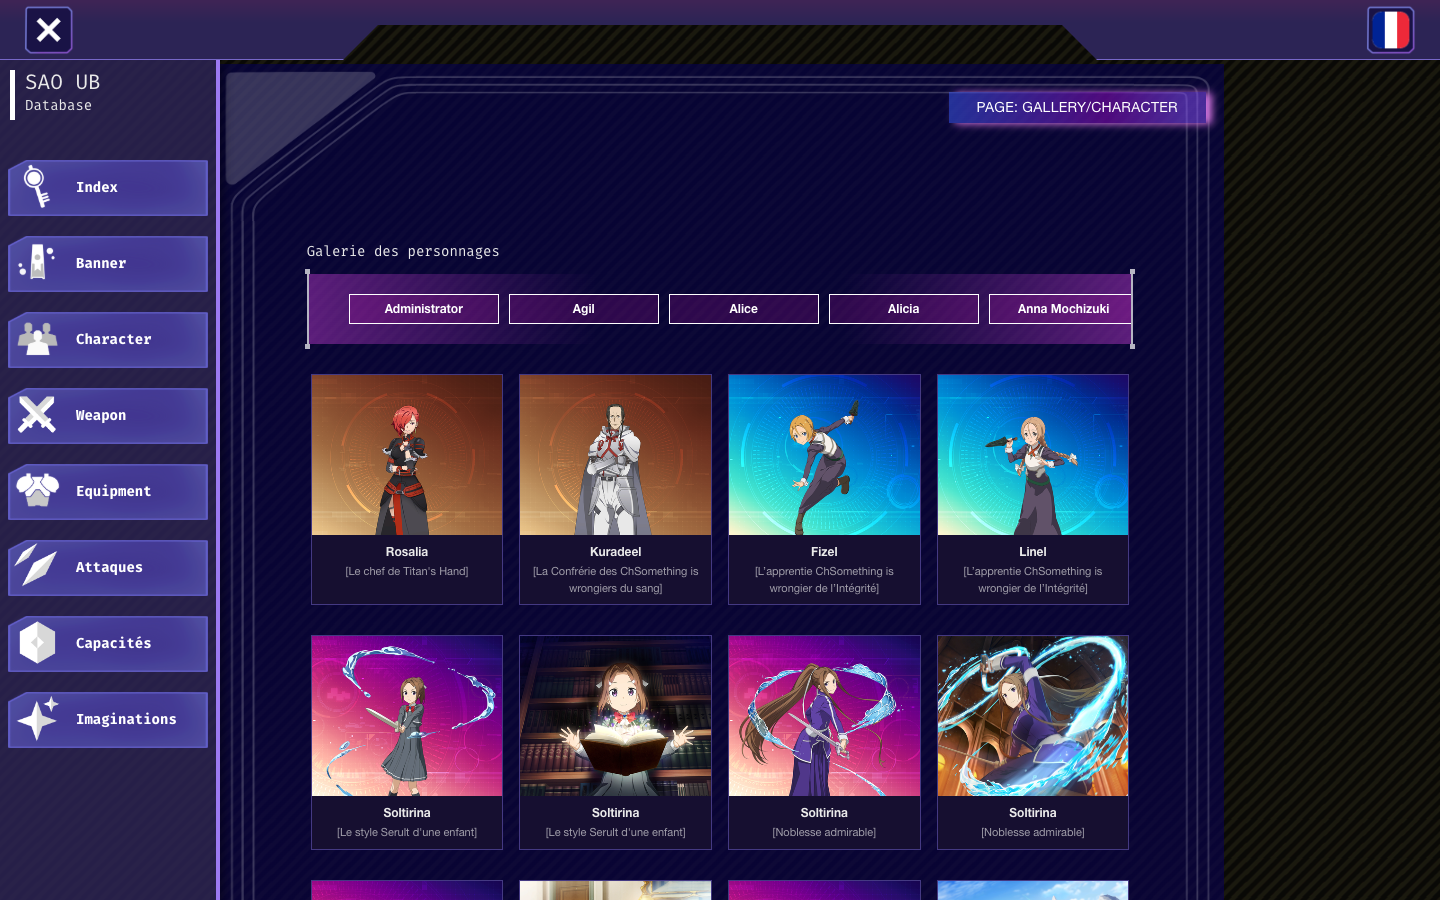 SAO UB
Database
PAGE: GALLERY/CHARACTER
Index
Banner
Character
Weapon
Equipment
Attaques
Capacités
Imaginations
Galerie des personnages
Administrator
Agil
Alice
Alicia
Anna Mochizuki
Rosalia
[Le chef de Titan's Hand]
Kuradeel
[La Confrérie des ChSomething is
wrongiers du sang]
Fizel
[L'apprentie ChSomething is
wrongier de l'Intégrité]
Linel
[L'apprentie ChSomething is
wrongier de l'Intégrité]
Soltirina
[Le style Serult d'une enfant]
Soltirina
[Le style Serult d'une enfant]
Soltirina
[Noblesse admirable]
Soltirina
[Noblesse admirable]